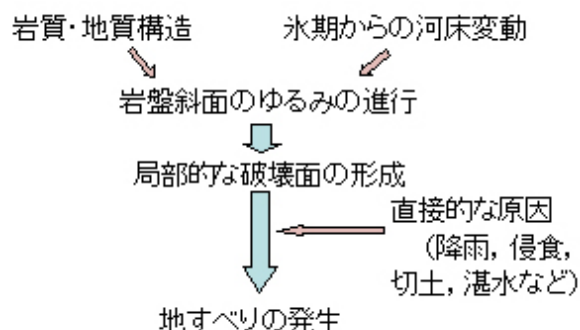 岩質・地質構造
氷期からの河床変動
岩盤斜面のゆるみの進行
局部的な破壊面の形成
直接的な原因
(降雨, 侵食,
切土, 湛水など)
地すべりの発生